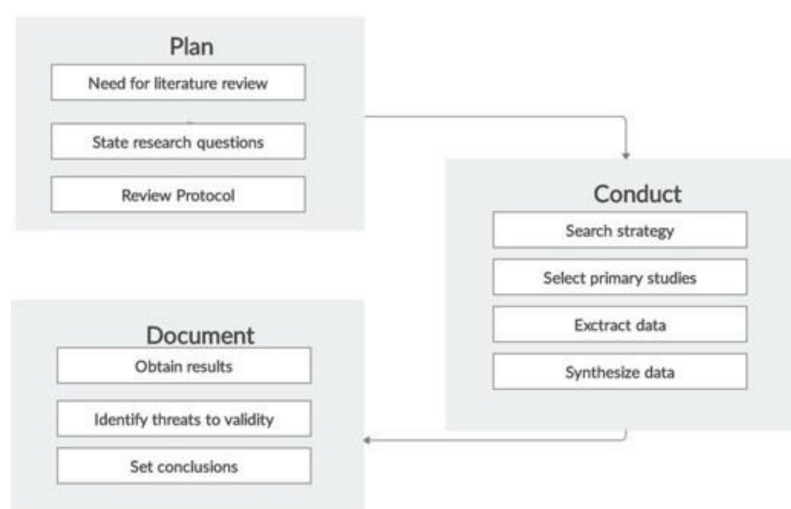 Plan
Need for literature review
State research questions
Review Protocol
Conduct
Search strategy
Select primary studies
Exctract data
Synthesize data
Document
Obtain results
Identify threats to validity
Set conclusions